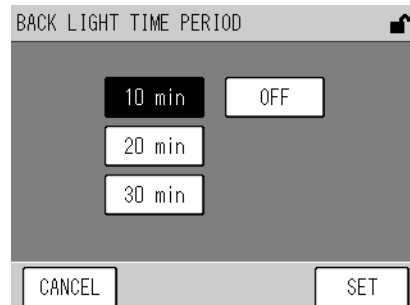 BACK LIGHT TIME PERIOD
10 min OFF
20 min
30 min
CANCEL SET